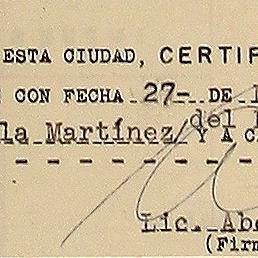 ESTA CIUDAD, CERTIF
CON FECHA 27- DE 1
del
la Martínez Y A C
Lic. Abe
(Firm